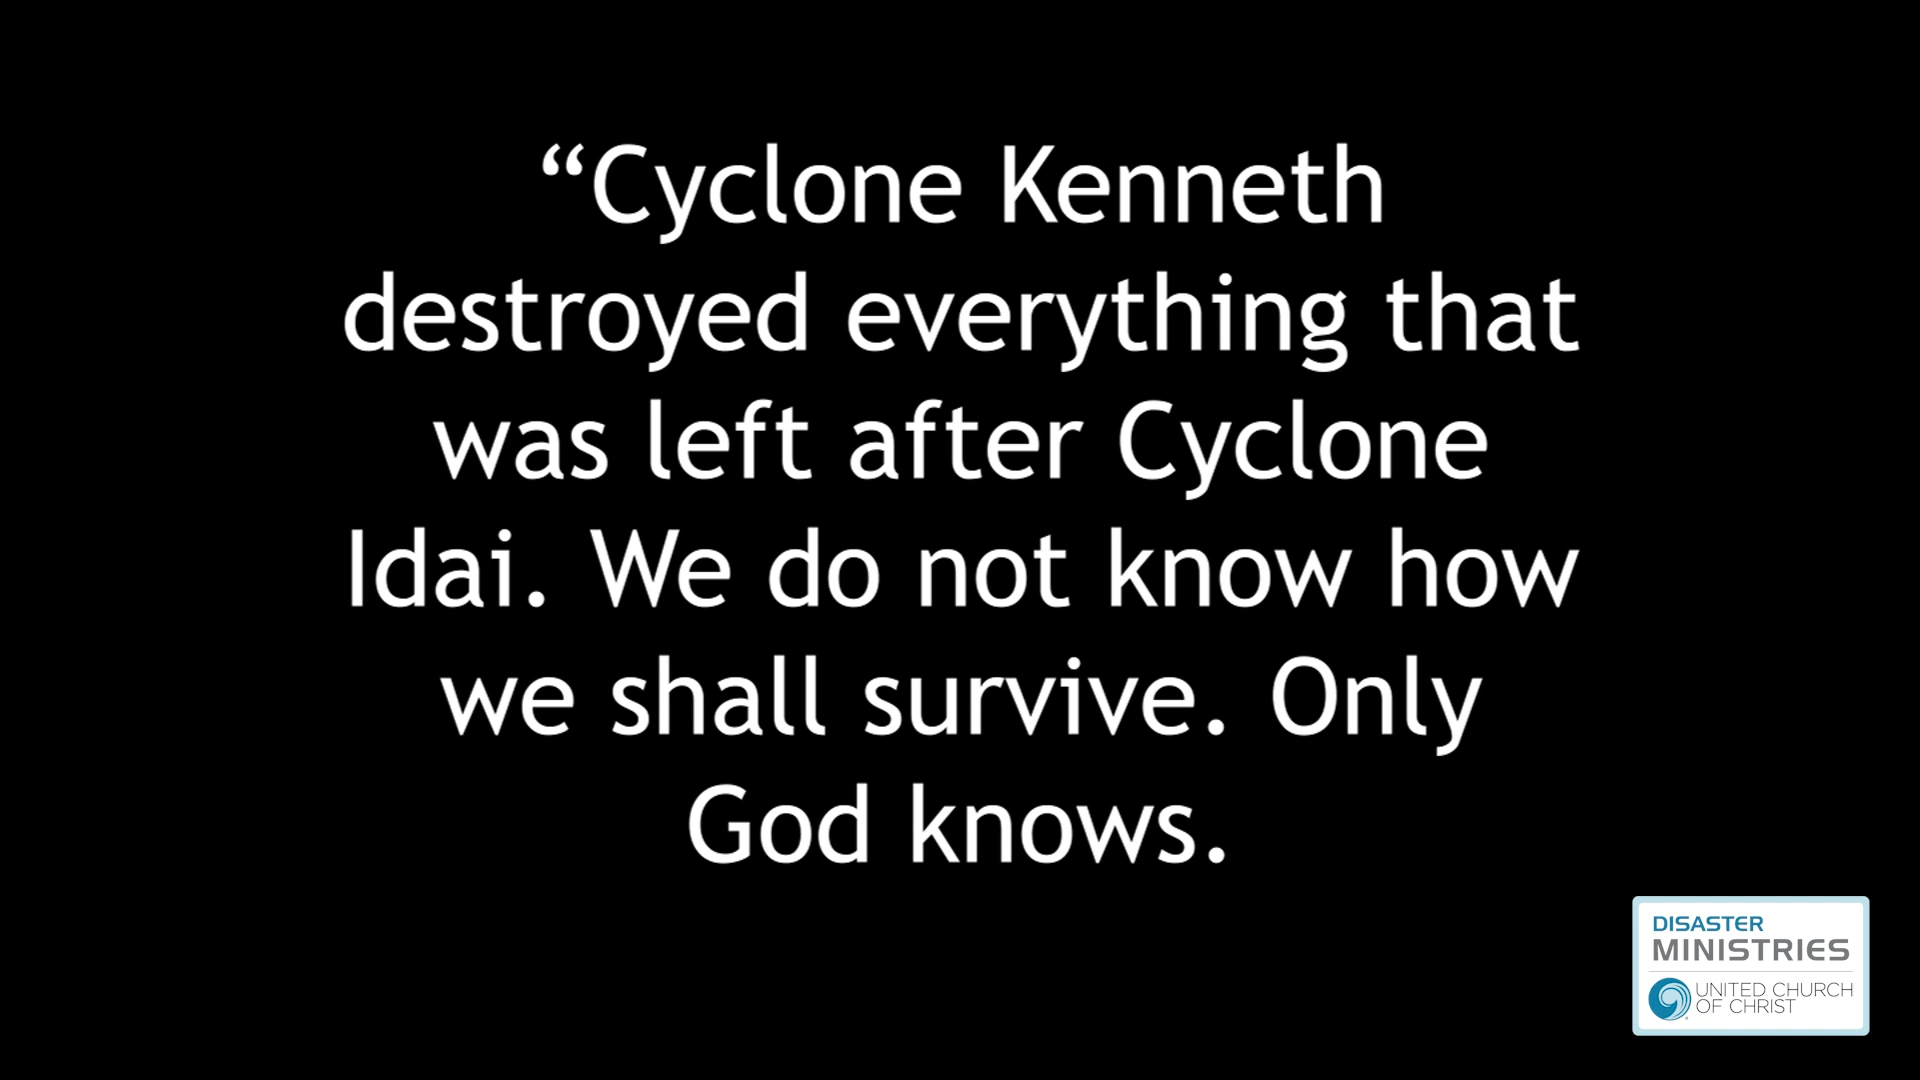 “Cyclone Kenneth
destroyed everything that
was left after Cyclone
Idai. We do not know how
we shall survive. Only
God knows.
DISASTER
MINISTRIES
UNITED CHURCH
OF CHRIST